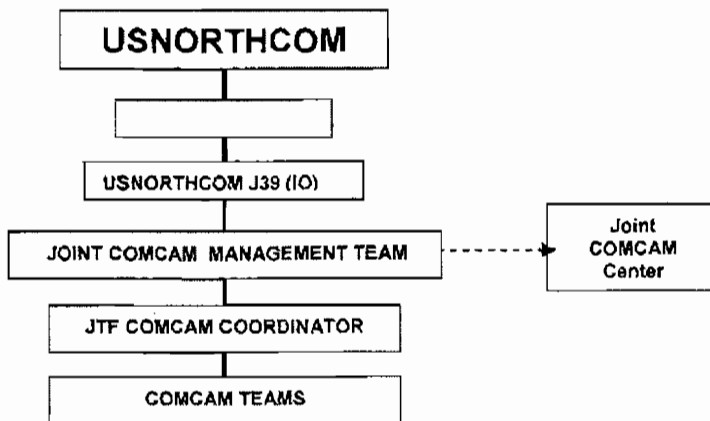 USNORTHCOM
USNORTHCOM J39 (IO)
JOINT COMCAM MANAGEMENT TEAM
Joint
COMCAM
Center
JTF COMCAM COORDINATOR
COMCAM TEAMS